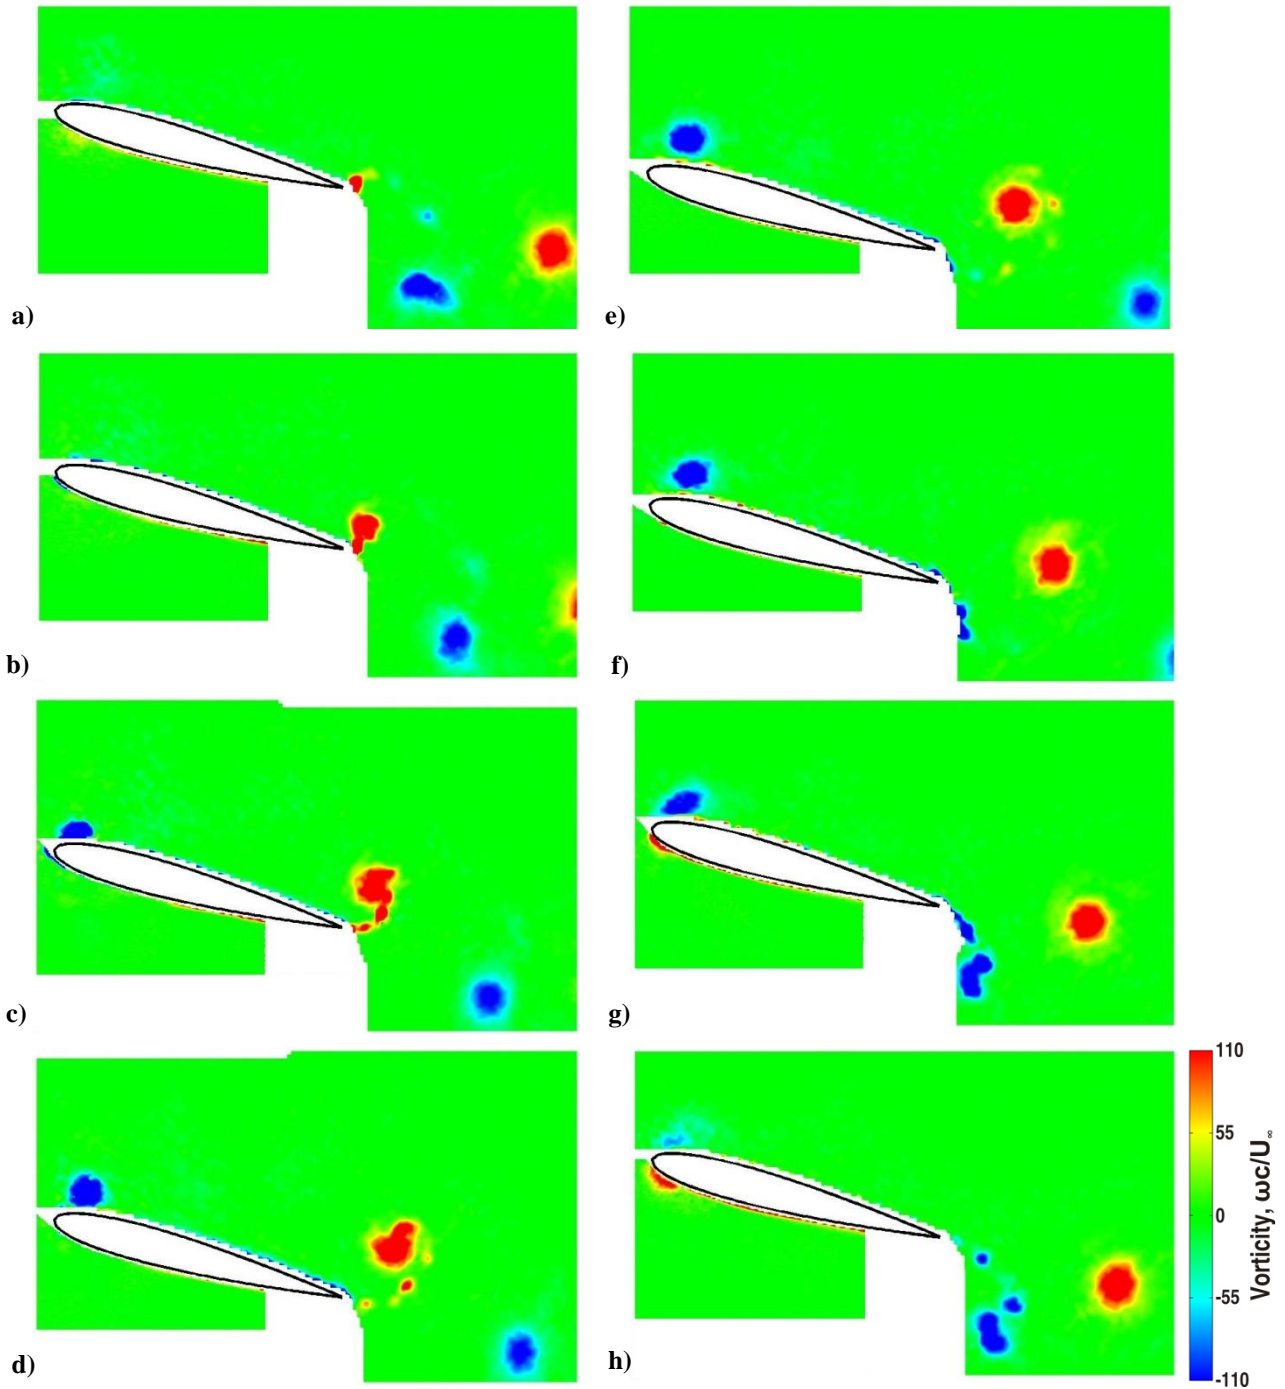 a)
e)
b)
f)
c)
g)
d)
h)
110
55
0
-55
-110
Vorticity, ωc/U∞